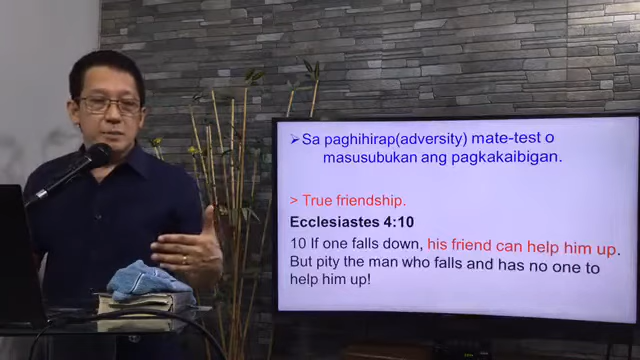 ➢Sa paghihirap(adversity) mate-test o
masusubukan ang pagkakaibigan.
> True friendship.
Ecclesiastes 4:10
10 If one falls down, his friend can help him up.
But pity the man who falls and has no one to
help him up!